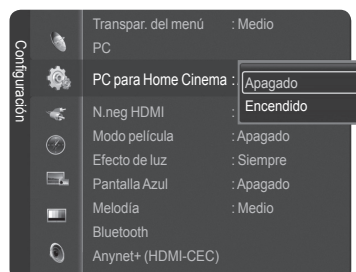 Configuración
Transpar. del menú : Medio
PC
PC para Home Cinema : Apagado
Encendido
N.neg HDMI :
Modo película : Apagado
Efecto de luz : Siempre
Pantalla Azul : Apagado
Melodía : Medio
Bluetooth
Anynet+ (HDMI-CEC)